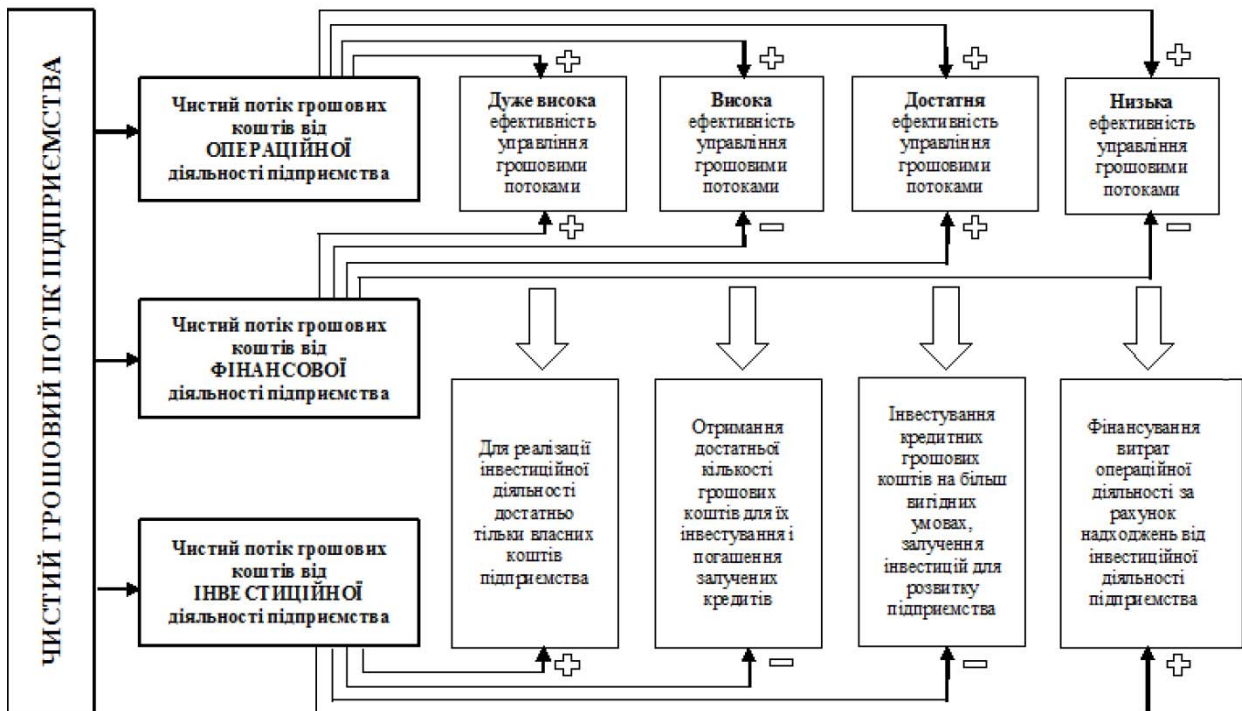 ЧИСТИЙ ГРОШОВИЙ ПОТІК ПІДПРИЄМСТВА
Чистий потік грошових
коштів від
ОПЕРАЦІЙНОЇ
діяльності підприємства
Дуже висока
ефективність
управління
грошовими
потоками
Висока
ефективність
управління
грошовими
потоками
Достатня
ефективність
управління
грошовими
потоками
Низька
ефективність
управління
грошовими
потоками
Чистий потік грошових
коштів від
ФІНАНСОВОЇ
діяльності підприємства
Для реалізації
інвестиційної
діяльності
достатньо
тільки власних
коштів
підприємства
Отримання
достатньої
кількості
грошових
коштів для їх
інвестування і
погашення
залучених
кредитів
Інвестування
кредитних
грошових
коштів на більш
вигідних
умовах,
залучення
інвестицій для
розвитку
підприємства
Фінансування
витрат
операційної
діяльності за
рахунок
надходжень від
інвестиційної
діяльності
підприємства
Чистий потік грошових
коштів від
ІНВЕСТИЦІЙНОЇ
діяльності підприємства